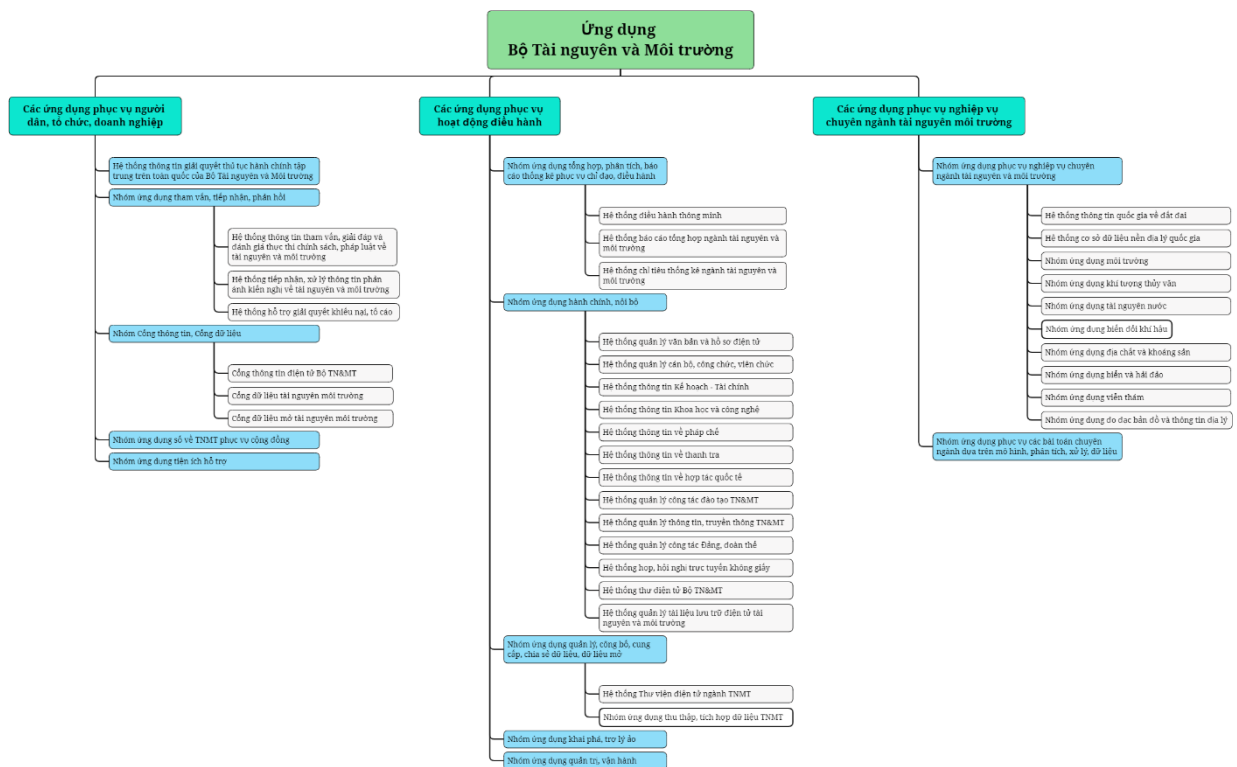 Ứng dụng
Bộ Tài nguyên và Môi trường
Các ứng dụng phục vụ người
dân, tổ chức, doanh nghiệp
Hệ thống thông tin giải quyết thủ tục hành chính tập
trung trên toàn quốc của Bộ Tài nguyên và Môi trường
Nhóm ứng dụng tham vấn, tiếp nhận, phản hồi
Hệ thống thông tin tham vấn, giải đáp và
đánh giá thực thi chính sách, pháp luật về
tài nguyên và môi trường
Hệ thống tiếp nhận, xử lý thông tin phản
ánh kiến nghị về tài nguyên và môi trường
Hệ thống hỗ trợ giải quyết khiếu nại, tố cáo
Nhóm Cổng thông tin, Cổng dữ liệu
Cổng thông tin điện tử Bộ TN&MT
Cổng dữ liệu tài nguyên môi trường
Cổng dữ liệu mở tài nguyên môi trường
Nhóm ứng dụng số về TNMT phục vụ cộng đồng
Nhóm ứng dụng tiện ích hỗ trợ
Các ứng dụng phục vụ
hoạt động điều hành
Nhóm ứng dụng tổng hợp, phân tích, báo
cáo thống kê phục vụ chỉ đạo, điều hành
Hệ thống điều hành thông minh
Hệ thống báo cáo tổng hợp ngành tài nguyên và
môi trường
Hệ thống chỉ tiêu thống kê ngành tài nguyên và
môi trường
Nhóm ứng dụng hành chính, nội bộ
Hệ thống quản lý văn bản và hồ sơ điện tử
Hệ thống quản lý cán bộ, công chức, viên chức
Hệ thống thông tin Kế hoạch - Tài chính
Hệ thống thông tin Khoa học và công nghệ
Hệ thống thông tin về pháp chế
Hệ thống thông tin về thanh tra
Hệ thống thông tin về hợp tác quốc tế
Hệ thống quản lý công tác đào tạo TN&MT
Hệ thống quản lý thông tin, truyền thông TN&MT
Hệ thống quản lý công tác Đảng, đoàn thể
Hệ thống họp, hội nghị trực tuyến không giấy
Hệ thống thư điện tử Bộ TN&MT
Hệ thống quản lý tài liệu lưu trữ điện tử tài
nguyên và môi trường
Nhóm ứng dụng quản lý, công bố, cung
cấp, chia sẻ dữ liệu, dữ liệu mở
Hệ thống Thư viện điện tử ngành TNMT
Nhóm ứng dụng thu thập, tích hợp dữ liệu TNMT
Nhóm ứng dụng khai phá, trợ lý ảo
Nhóm ứng dụng quản trị, vận hành
Các ứng dụng phục vụ nghiệp vụ
chuyên ngành tài nguyên môi trường
Nhóm ứng dụng phục vụ nghiệp vụ chuyên
ngành tài nguyên và môi trường
Hệ thống thông tin quốc gia về đất đai
Hệ thống cơ sở dữ liệu nền địa lý quốc gia
Nhóm ứng dụng môi trường
Nhóm ứng dụng khí tượng thủy văn
Nhóm ứng dụng tài nguyên nước
Nhóm ứng dụng biến đổi khí hậu
Nhóm ứng dụng địa chất và khoáng sản
Nhóm ứng dụng biển và hải đảo
Nhóm ứng dụng viễn thám
Nhóm ứng dụng đo đạc bản đồ và thông tin địa lý
Nhóm ứng dụng phục vụ các bài toán chuyên
ngành dựa trên mô hình, phân tích, xử lý, dữ liệu